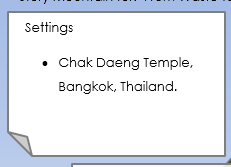 Settings
• Chak Daeng Temple,
Bangkok, Thailand.